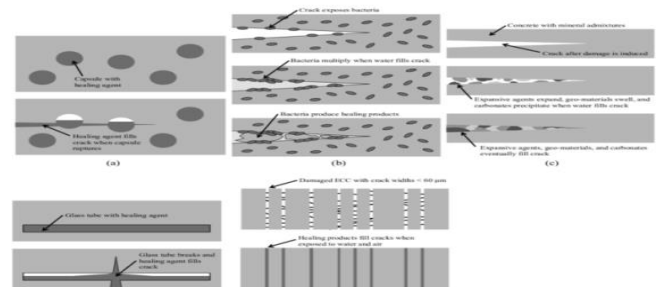 Capsule with
healing agent
Healing agent fills
crack when capsule
ruptures
(a)
Crack exposes bacteria
Bacteria multiply when water fills crack
Bacteria produce healing products
(b)
Concrete with mineral admixtures
Crack after damage is induced
Expansive agents expand, geo-materials swell, and
carbonates precipitate when water fills crack
Expansive agents, geo-materials, and carbonates
eventually fill crack
(c)
Glass tube with healing agent
Glass tube breaks and
healing agent fills
crack
Damaged ECC with crack widths < 60 μm
Healing products fill cracks when
exposed to water and air